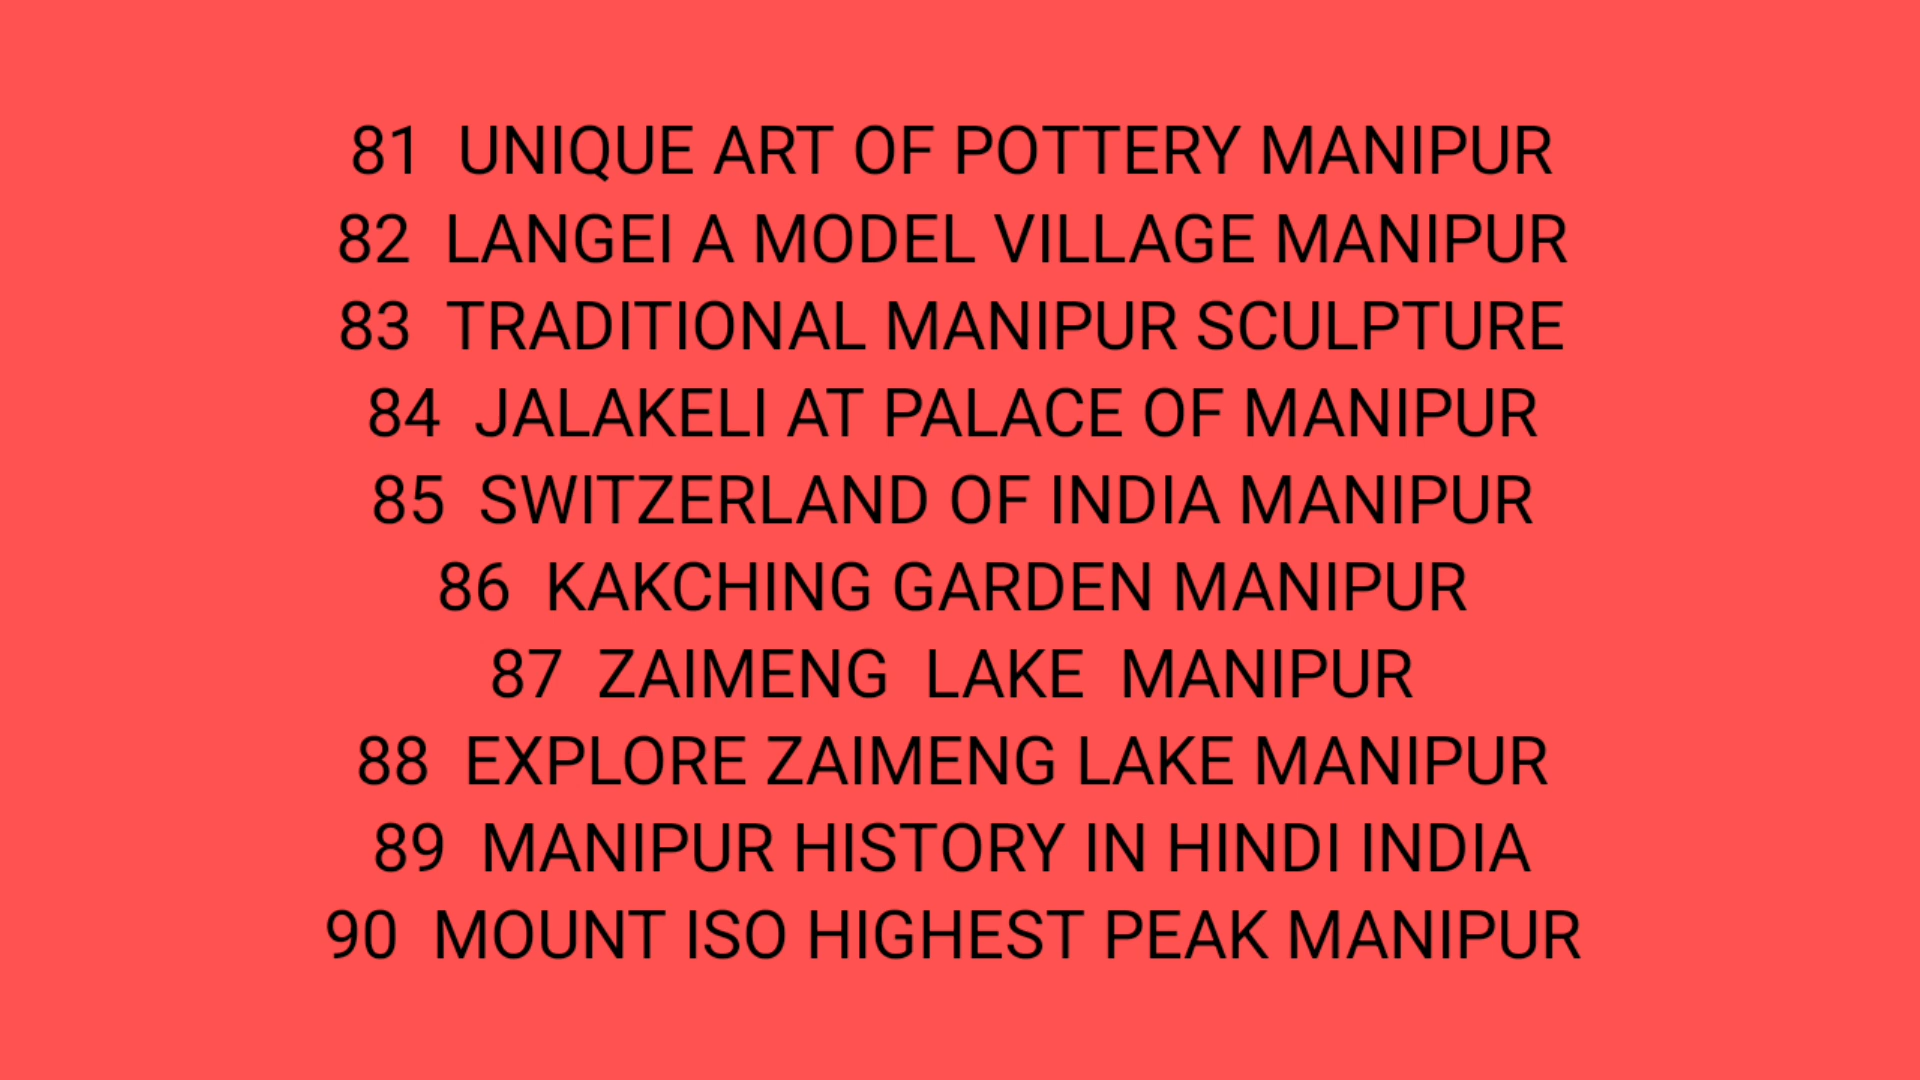 81  UNIQUE ART OF POTTERY MANIPUR
82  LANGEI A MODEL VILLAGE MANIPUR
83  TRADITIONAL MANIPUR SCULPTURE
84  JALAKELI AT PALACE OF MANIPUR
85  SWITZERLAND OF INDIA MANIPUR
86  KAKCHING GARDEN MANIPUR
87  ZAIMENG  LAKE  MANIPUR
88  EXPLORE ZAIMENG LAKE MANIPUR
89  MANIPUR HISTORY IN HINDI INDIA
90  MOUNT ISO HIGHEST PEAK MANIPUR